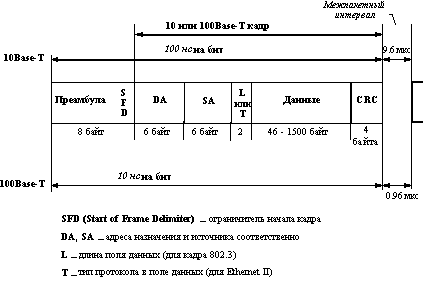 Межпакетный
интервал
10 или 100Base-T кадр
100 нс на бит
9.6 мкс
10Base-T
Преамбула
S
F
D
DA
SA
L
или
T
Данные
CRC
8 байт
6 байт
6 байт
2
46 - 1500 байт
4
байта
10 нс на бит
100Base-T
0.96 мкс
SFD (Start of Frame Delimiter) – ограничитель начала кадра
DA, SA – адреса назначения и источника соответственно
L – длина поля данных (для кадра 802.3)
T – тип протокола в поле данных (для Ethernet II)